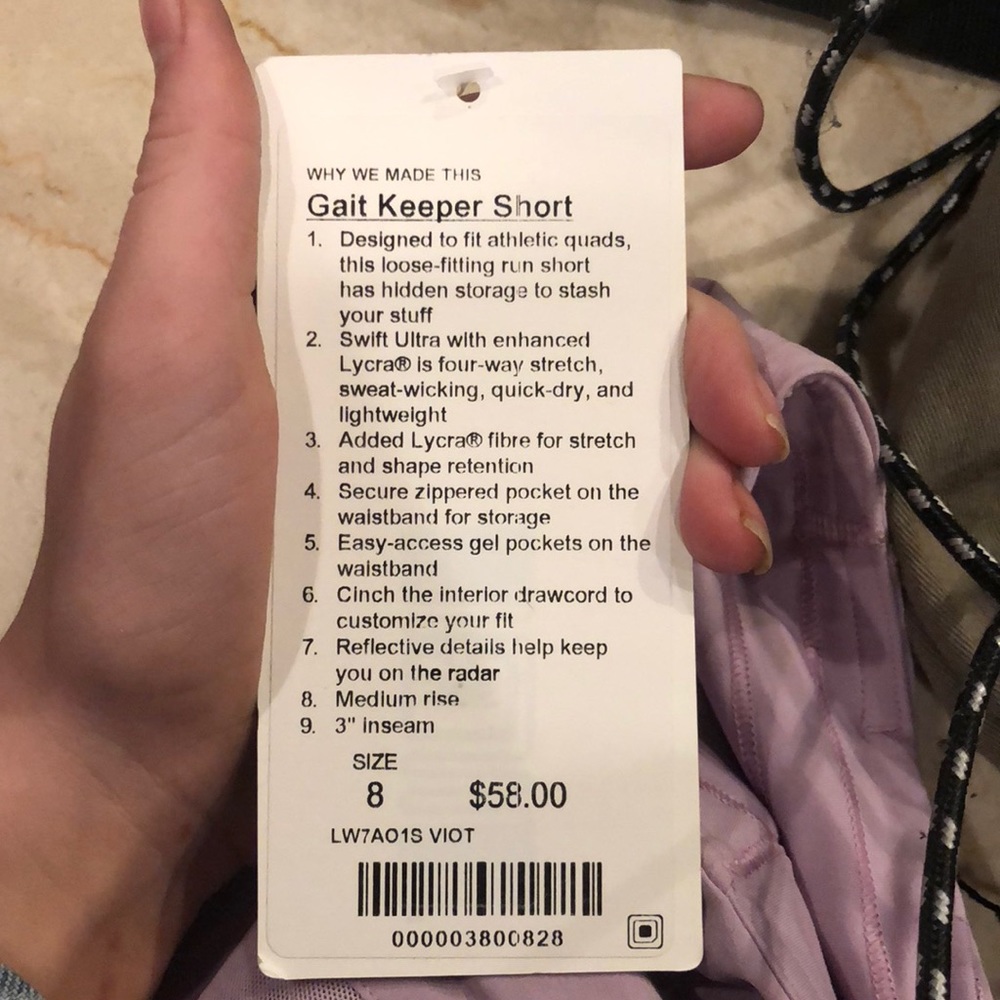 WHY WE MADE THIS
Gait Keeper Short
1. Designed to fit athletic quads,
this loose-fitting run short
has hidden storage to stash
your stuff
2. Swift Ultra with enhanced
Lycra® is four-way stretch,
sweat-wicking, quick-dry, and
lightweight
3. Added Lycra® fibre for stretch
and shape retention
4. Secure zippered pocket on the
waistband for storage
5. Easy-access gel pockets on the
waistband
6. Cinch the interior drawcord to
customize your fit
7. Reflective details help keep
you on the radar
8. Medium rise
9. 3" inseam
SIZE
8 $58.00
LW7AO1S VIOT
000003800828